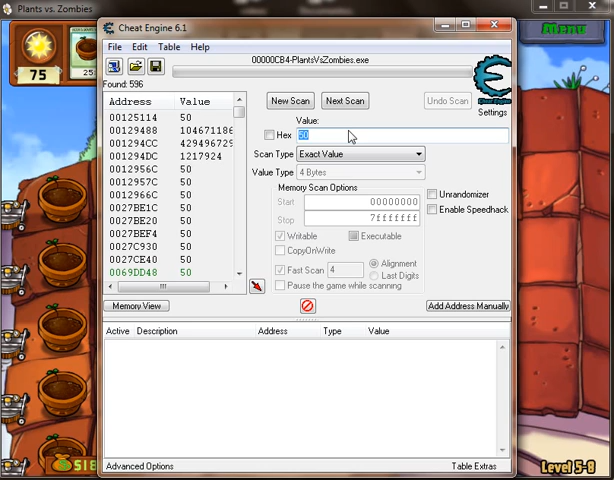 Plants vs. Zombies
75
25
Menu
Cheat Engine 6.1
File Edit Table Help
00000CB4-PlantsVsZombies.exe
Found: 596
Address Value
00125114 50
00129488 104671186
001294CC 429496729
001294DC 1217924
0012956C 50
0012957C 50
0012966C 50
0027BE1C 50
0027BE20 50
0027BEF4 50
0027C930 50
0027CE40 50
0069DD48 50
New Scan Next Scan Undo Scan
Cheat Engine
Settings
Value:
Hex 50
Scan Type Exact Value
Value Type 4 Bytes
Memory Scan Options
Start 00000000
Stop 7fffffff
Writable Executable
CopyOnWrite
Fast Scan 4 Alignment
Last Digits
Pause the game while scanning
Unrandomizer
Enable Speedhack
Memory View
Add Address Manually
Active Description Address Type Value
Advanced Options Table Extras
Level 5-8